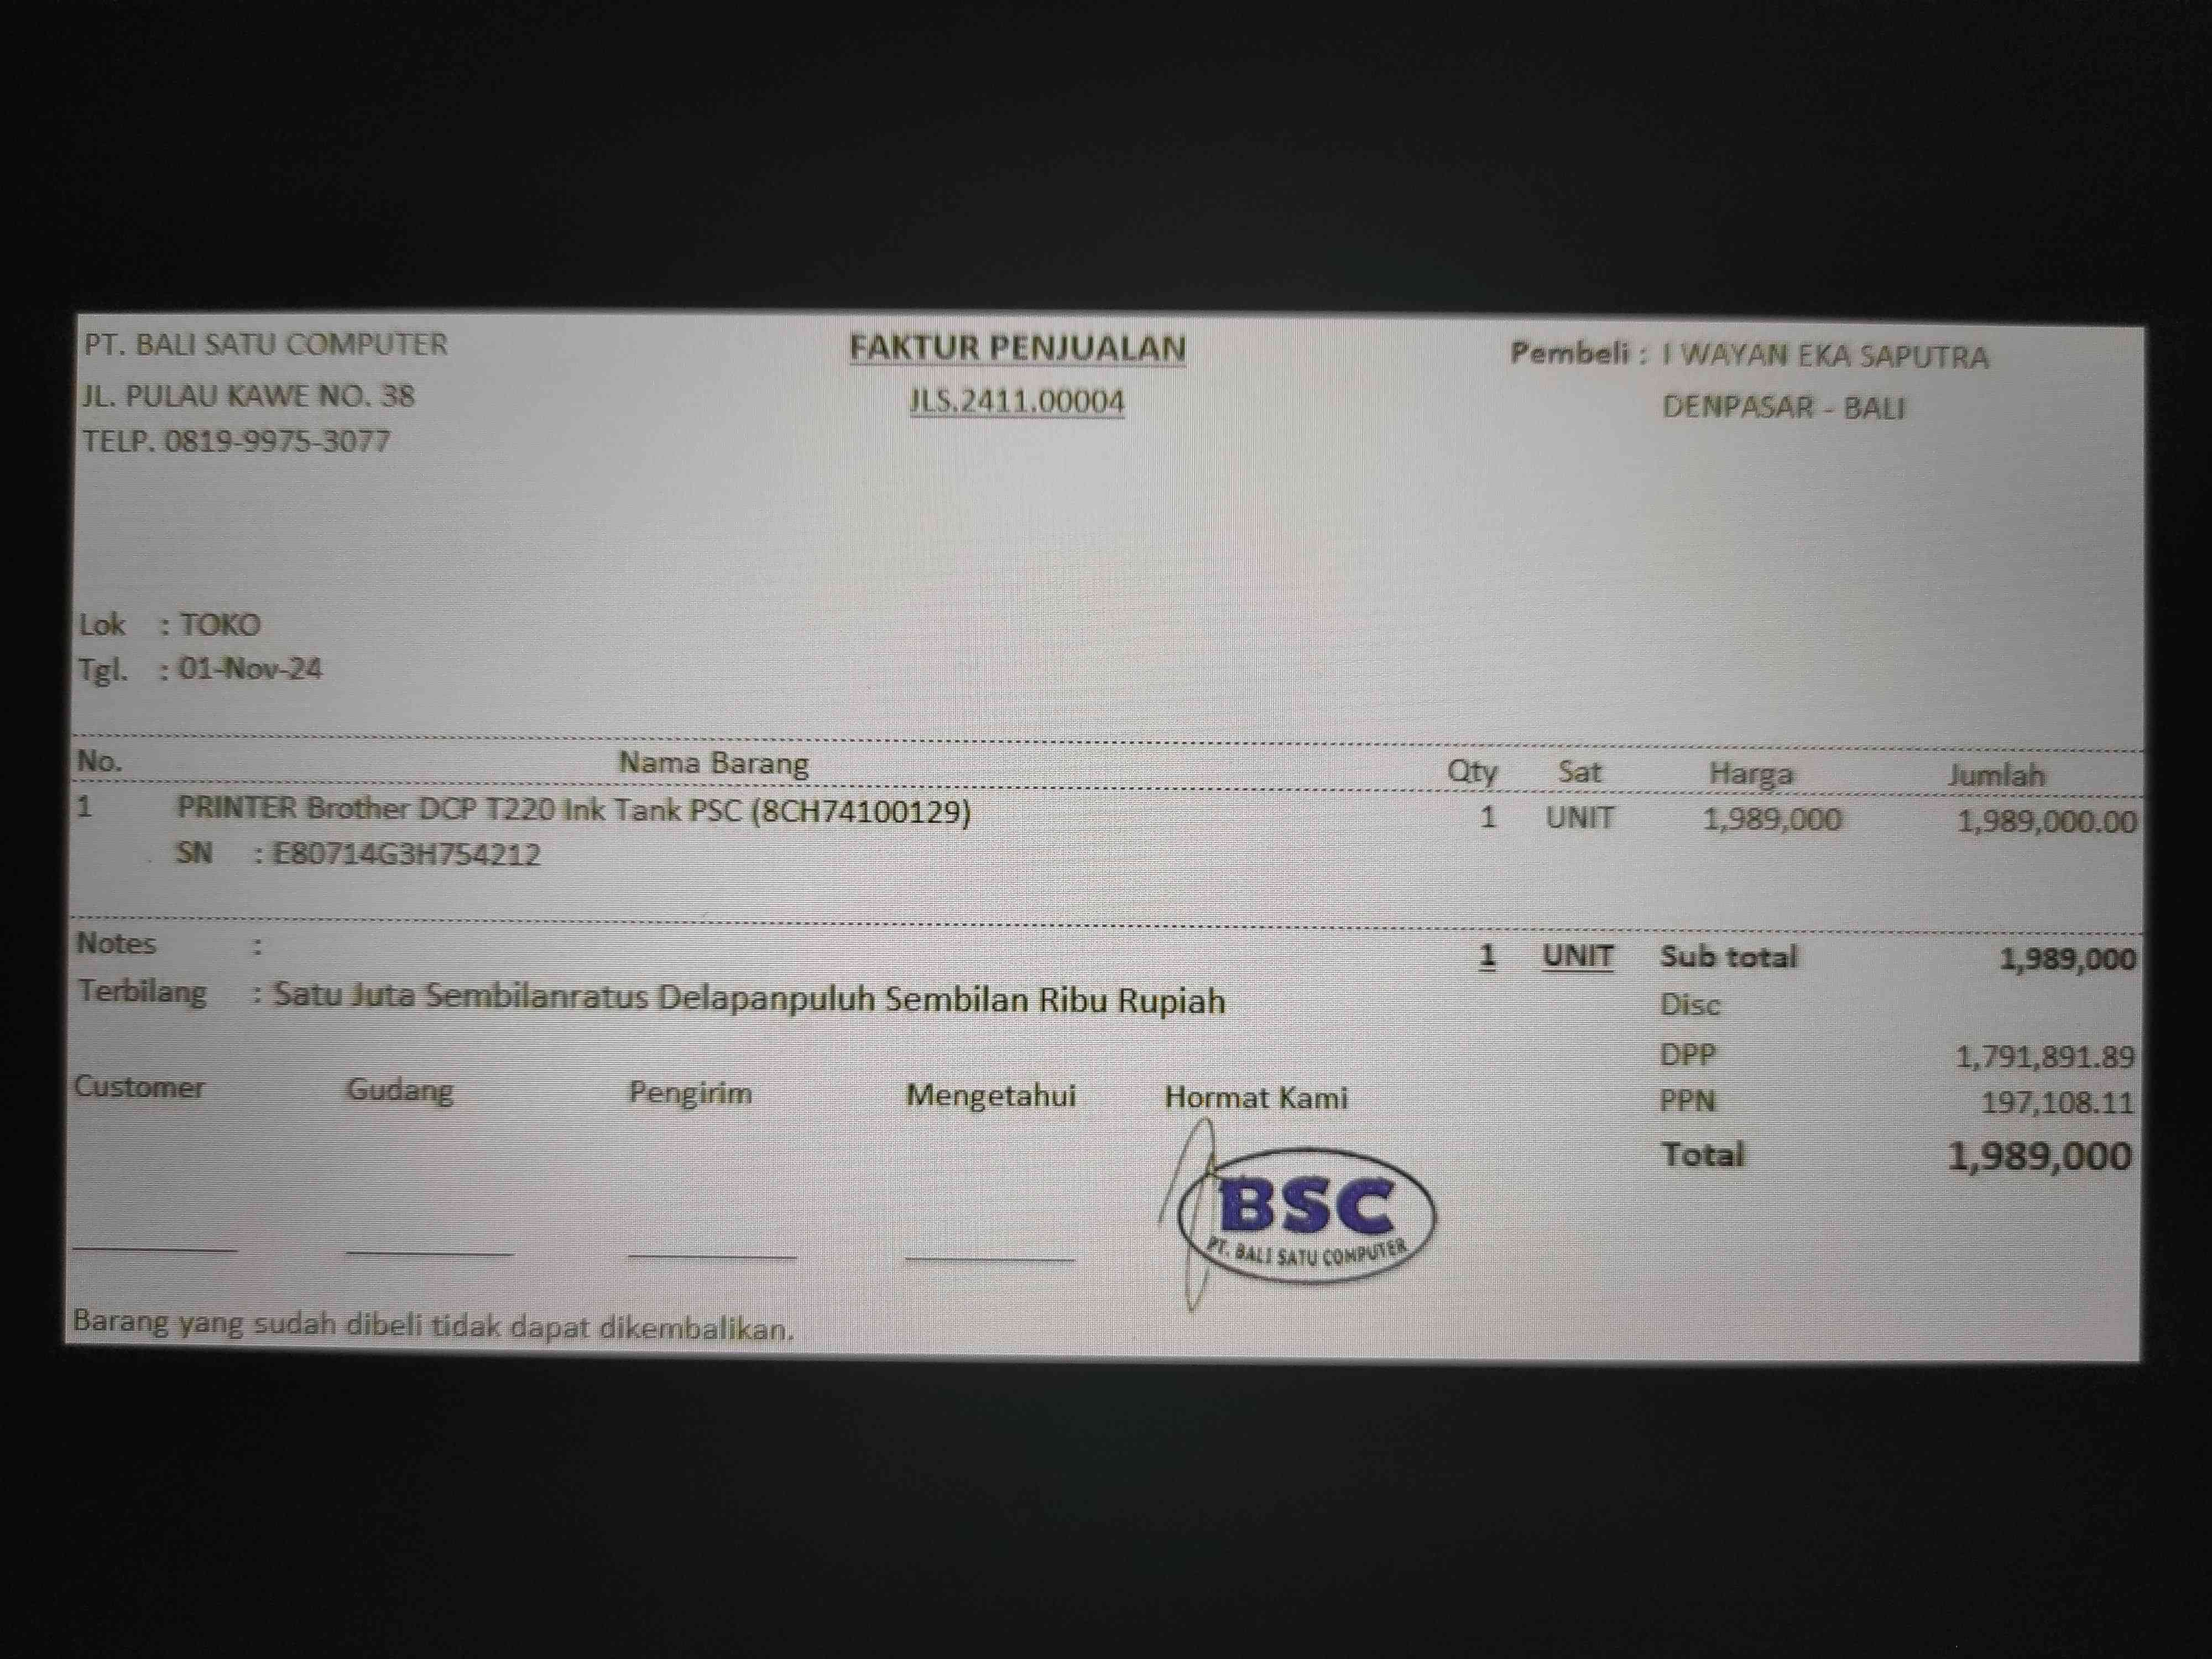 PT. BALI SATU COMPUTER
JL. PULAU KAWE NO. 38
TELP. 0819-9975-3077
FAKTUR PENJUALAN
JLS.2411.00004
Pembeli : I WAYAN EKA SAPUTRA
DENPASAR - BALI
Lok : TOKO
Tgl. : 01-Nov-24
No. Nama Barang Qty Sat Harga Jumlah
1 PRINTER Brother DCP T220 Ink Tank PSC (8CH74100129) 1 UNIT 1,989,000 1,989,000.00
SN : E80714G3H754212
Notes : 1 UNIT Sub total 1,989,000
Terbilang : Satu Juta Sembilanratus Delapanpuluh Sembilan Ribu Rupiah
Disc
DPP 1,791,891.89
PPN 197,108.11
Total 1,989,000
Customer Gudang Pengirim Mengetahui Hormat Kami
BSC
PT. BALI SATU COMPUTER
Barang yang sudah dibeli tidak dapat dikembalikan.